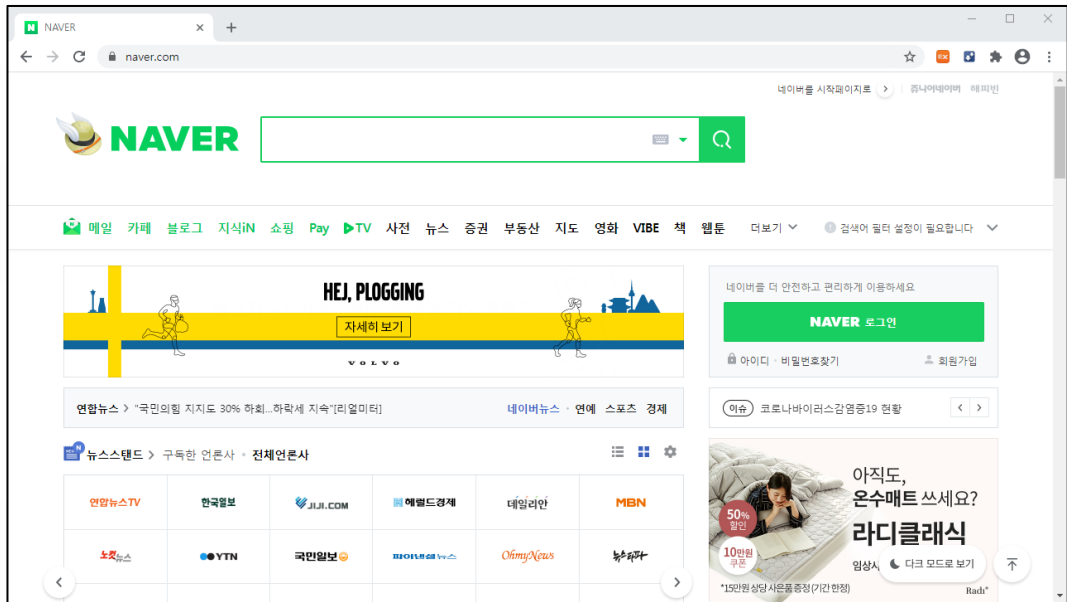 NAVER
naver.com
네이버를 시작페이지로 쥬니어네이버 해피빈
NAVER
메일 카페 블로그 지식iN 쇼핑 Pay TV 사전 뉴스 증권 부동산 지도 영화 VIBE 책 웹툰 더보기 검색어 필터 설정이 필요합니다
HEJ, PLOGGING
자세히 보기
VOLVO
네이버를 더 안전하고 편리하게 이용하세요
NAVER 로그인
아이디 · 비밀번호찾기 회원가입
연합뉴스 > "국민의힘 지지도 30% 하회...하락세 지속"[리얼미터] 네이버뉴스 · 연예 스포츠 경제
이슈 코로나바이러스감염증19 현황
뉴스스탠드 > 구독한 언론사 · 전체언론사
연합뉴스TV 한국일보 JIJI.COM 헤럴드경제 데일리안 MBN
노컷뉴스 YTN 국민일보 파이낸셜뉴스 OhmyNews 뉴스타파
아직도,
온수매트 쓰세요?
라디클래식
50%
할인
10만원
쿠폰
임상시
다크 모드로 보기
*15만원 상당 사은품 증정 (기간 한정)
Radi*